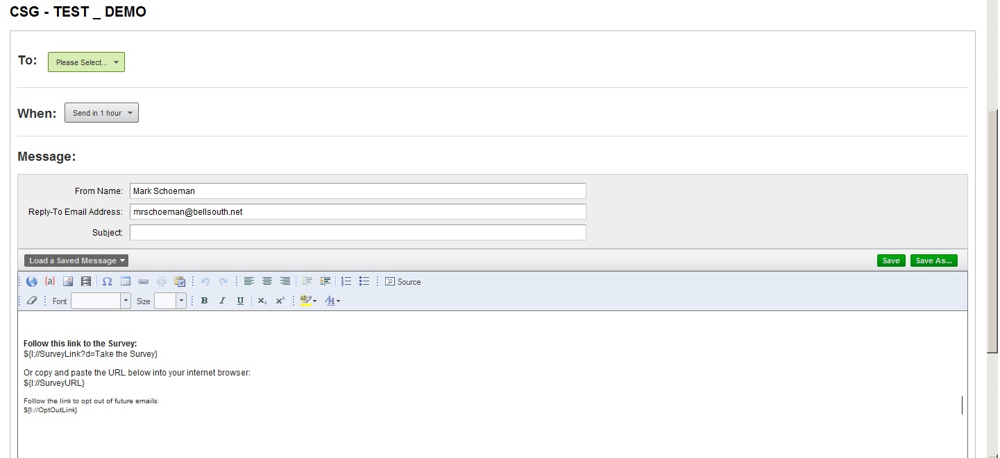 CSG - TEST _ DEMO
To: Please Select...
When: Send in 1 hour
Message:
From Name: Mark Schoeman
Reply-To Email Address: mrschoeman@bellsouth.net
Subject:
Load a Saved Message Save Save As...
{a} Ω Source
Font Size B I U x₂ x² ab A
Follow this link to the Survey:
${l://SurveyLink?d=Take the Survey}
Or copy and paste the URL below into your internet browser:
${l://SurveyURL}
Follow the link to opt out of future emails:
${l://OptOutLink}